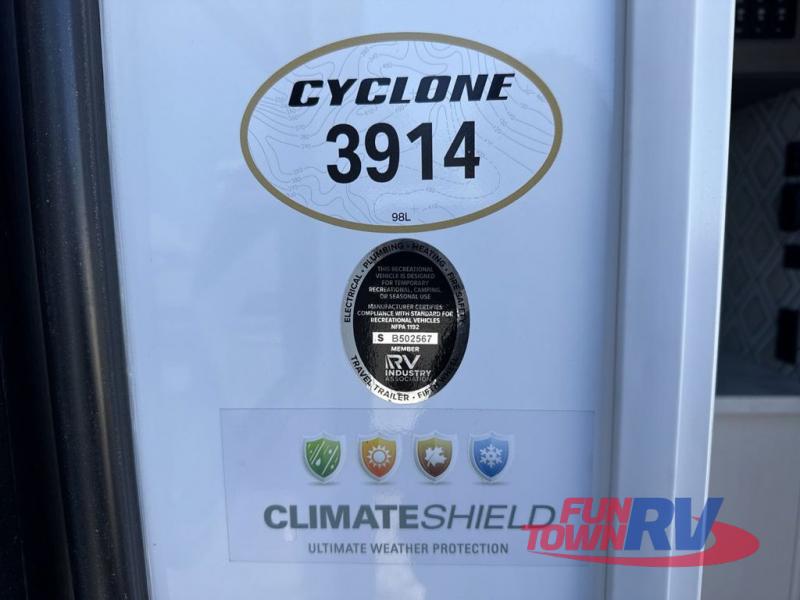 CYCLONE
3914
98L
ELECTRICAL • PLUMBING • HEATING • FIRE SAFETY
THIS RECREATIONAL
VEHICLE IS DESIGNED
FOR TEMPORARY
RECREATIONAL, CAMPING,
OR SEASONAL USE
MANUFACTURER CERTIFIES
COMPLIANCE WITH STANDARD FOR
RECREATIONAL VEHICLES
NFPA 1192
S B502567
MEMBER
RV
INDUSTRY
ASSOCIATION
TRAVEL TRAILER • FIFTH WHEEL
CLIMATESHIELD
ULTIMATE WEATHER PROTECTION
FUN
TOWN RV